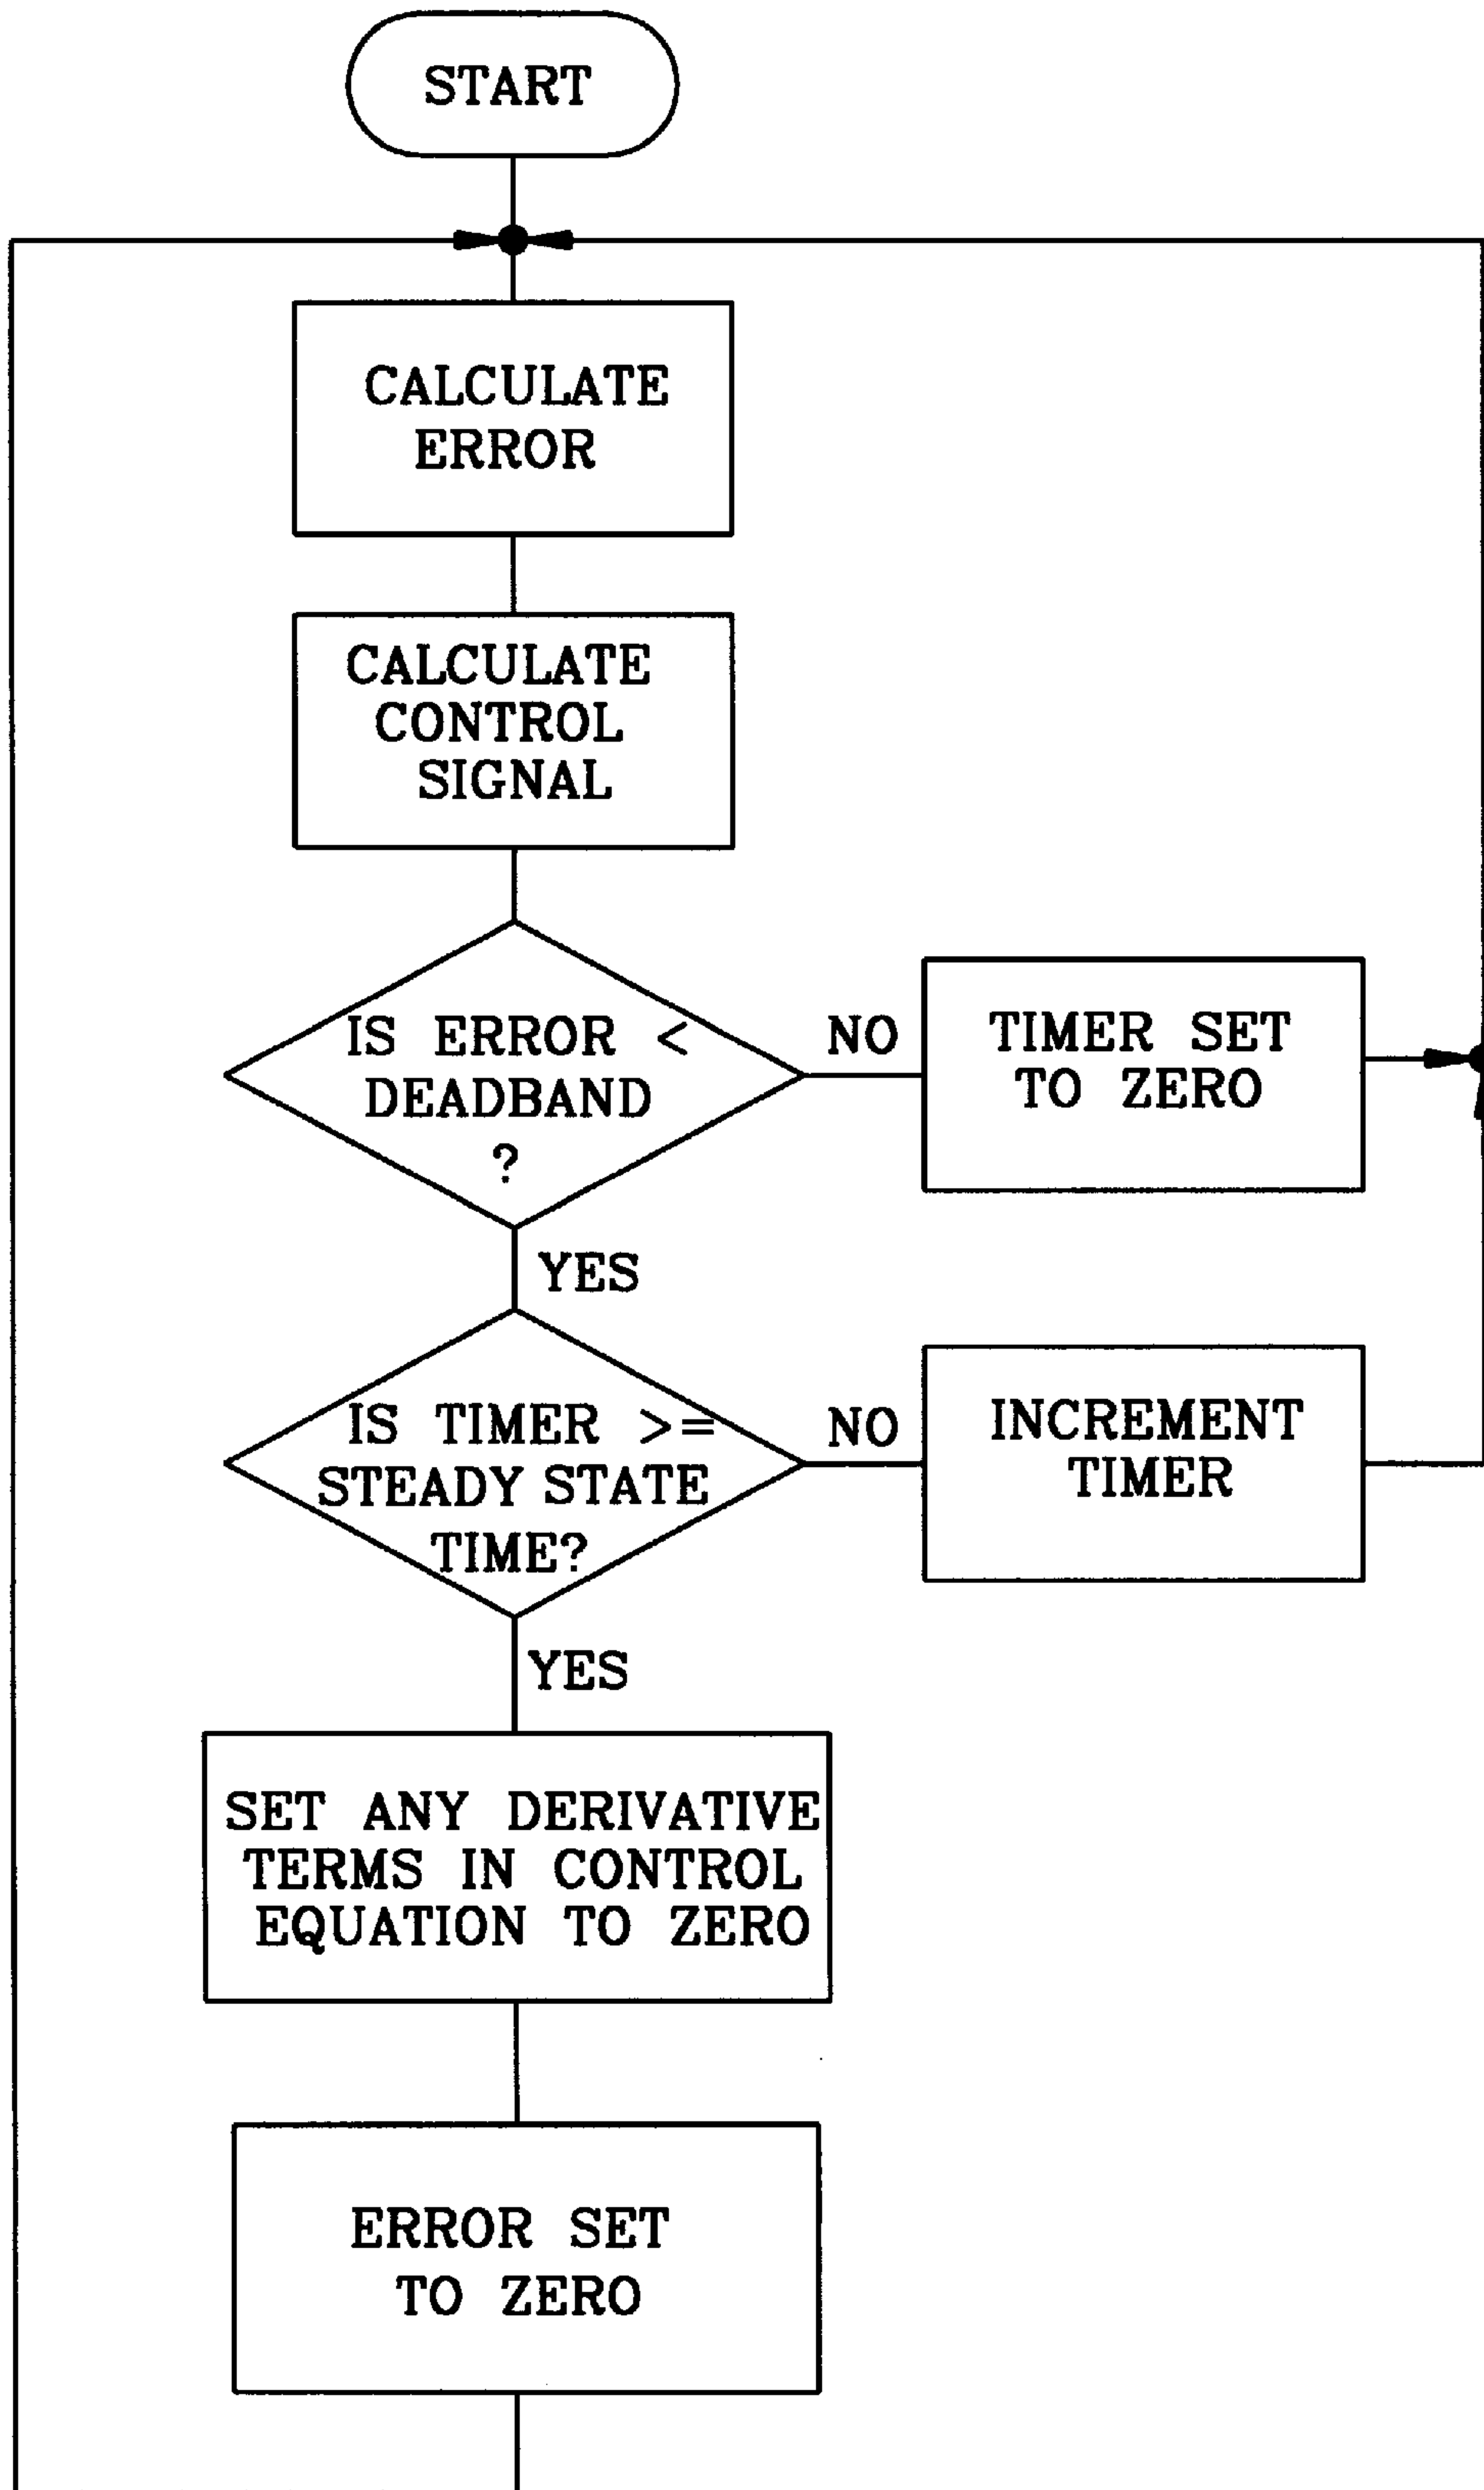 START
CALCULATE
ERROR
CALCULATE
CONTROL
SIGNAL
IS ERROR <
DEADBAND
?
NO
TIMER SET
TO ZERO
YES
IS TIMER >=
STEADY STATE
TIME?
NO
INCREMENT
TIMER
YES
SET ANY DERIVATIVE
TERMS IN CONTROL
EQUATION TO ZERO
ERROR SET
TO ZERO